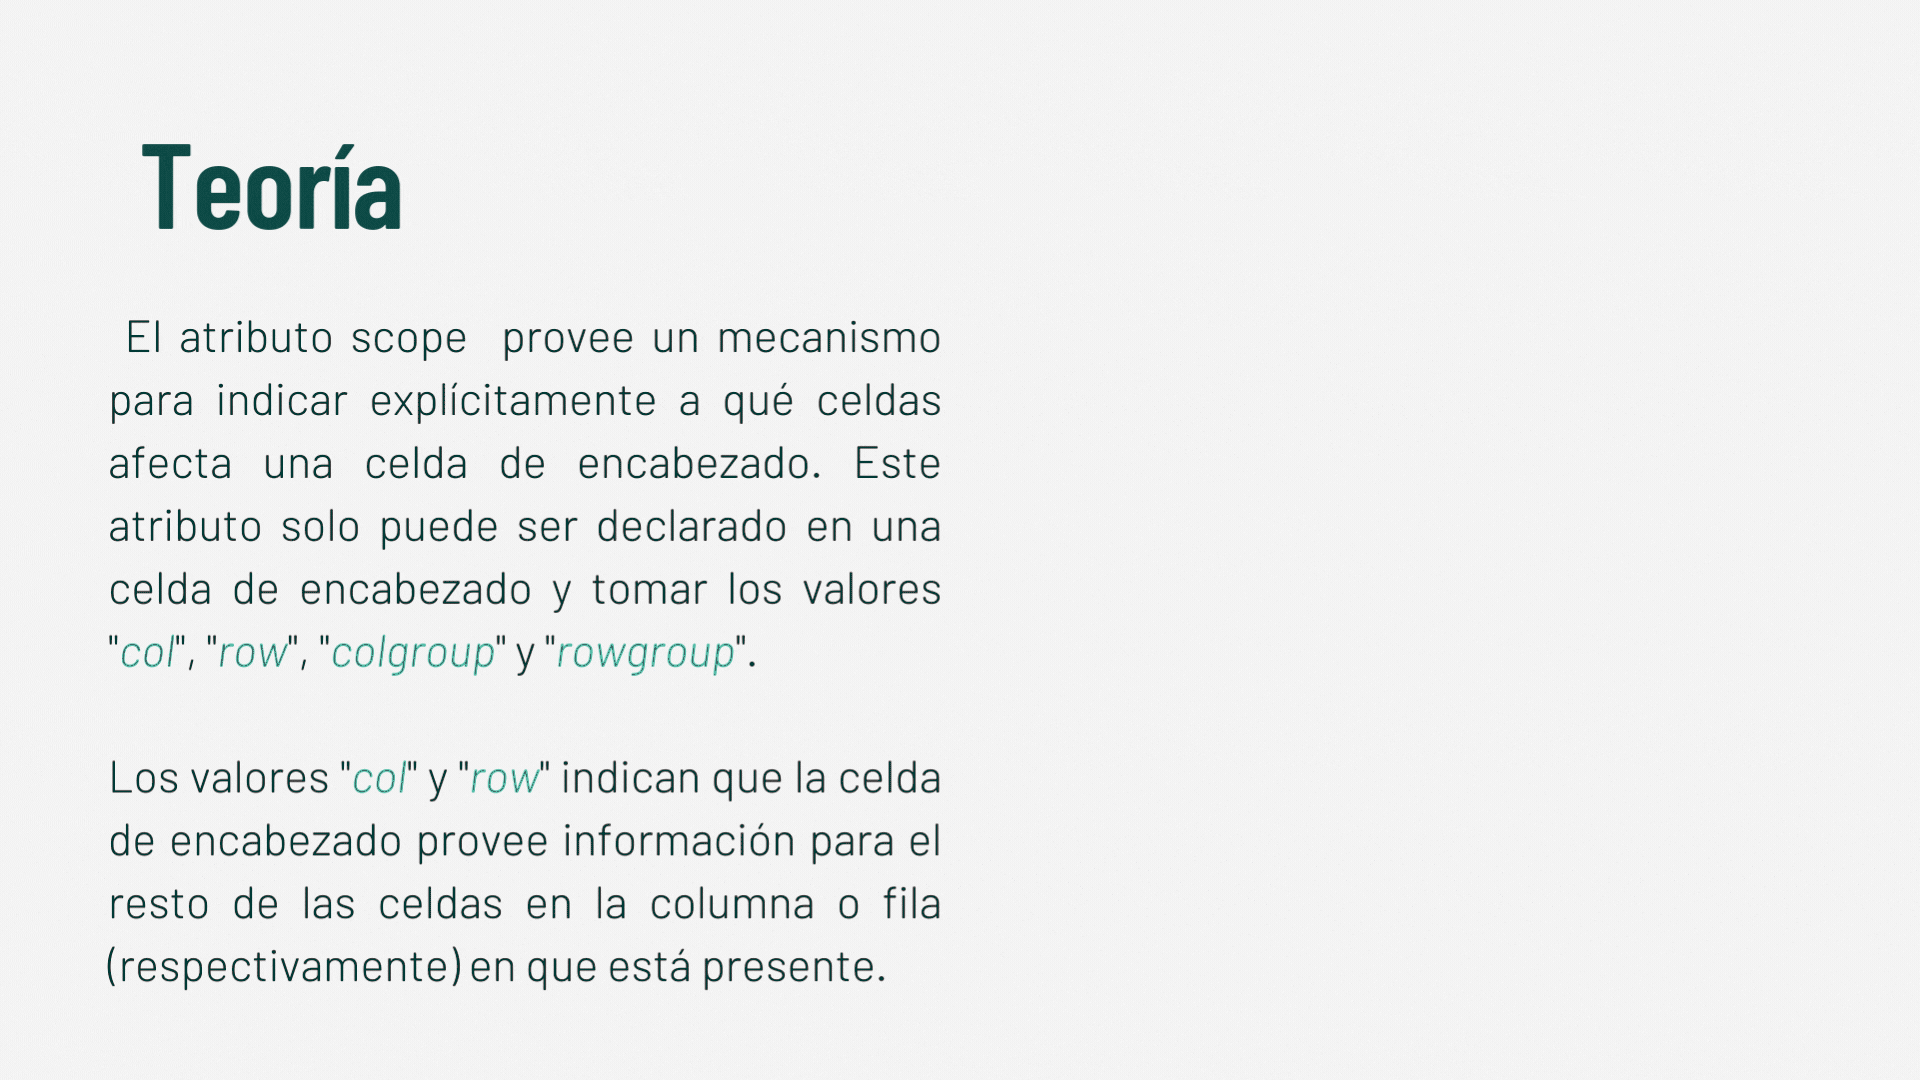 Teoría
El atributo scope provee un mecanismo
para indicar explícitamente a qué celdas
afecta una celda de encabezado. Este
atributo solo puede ser declarado en una
celda de encabezado y tomar los valores
"col", "row", "colgroup" y "rowgroup".
Los valores "col" y "row" indican que la celda
de encabezado provee información para el
resto de las celdas en la columna o fila
(respectivamente) en que está presente.